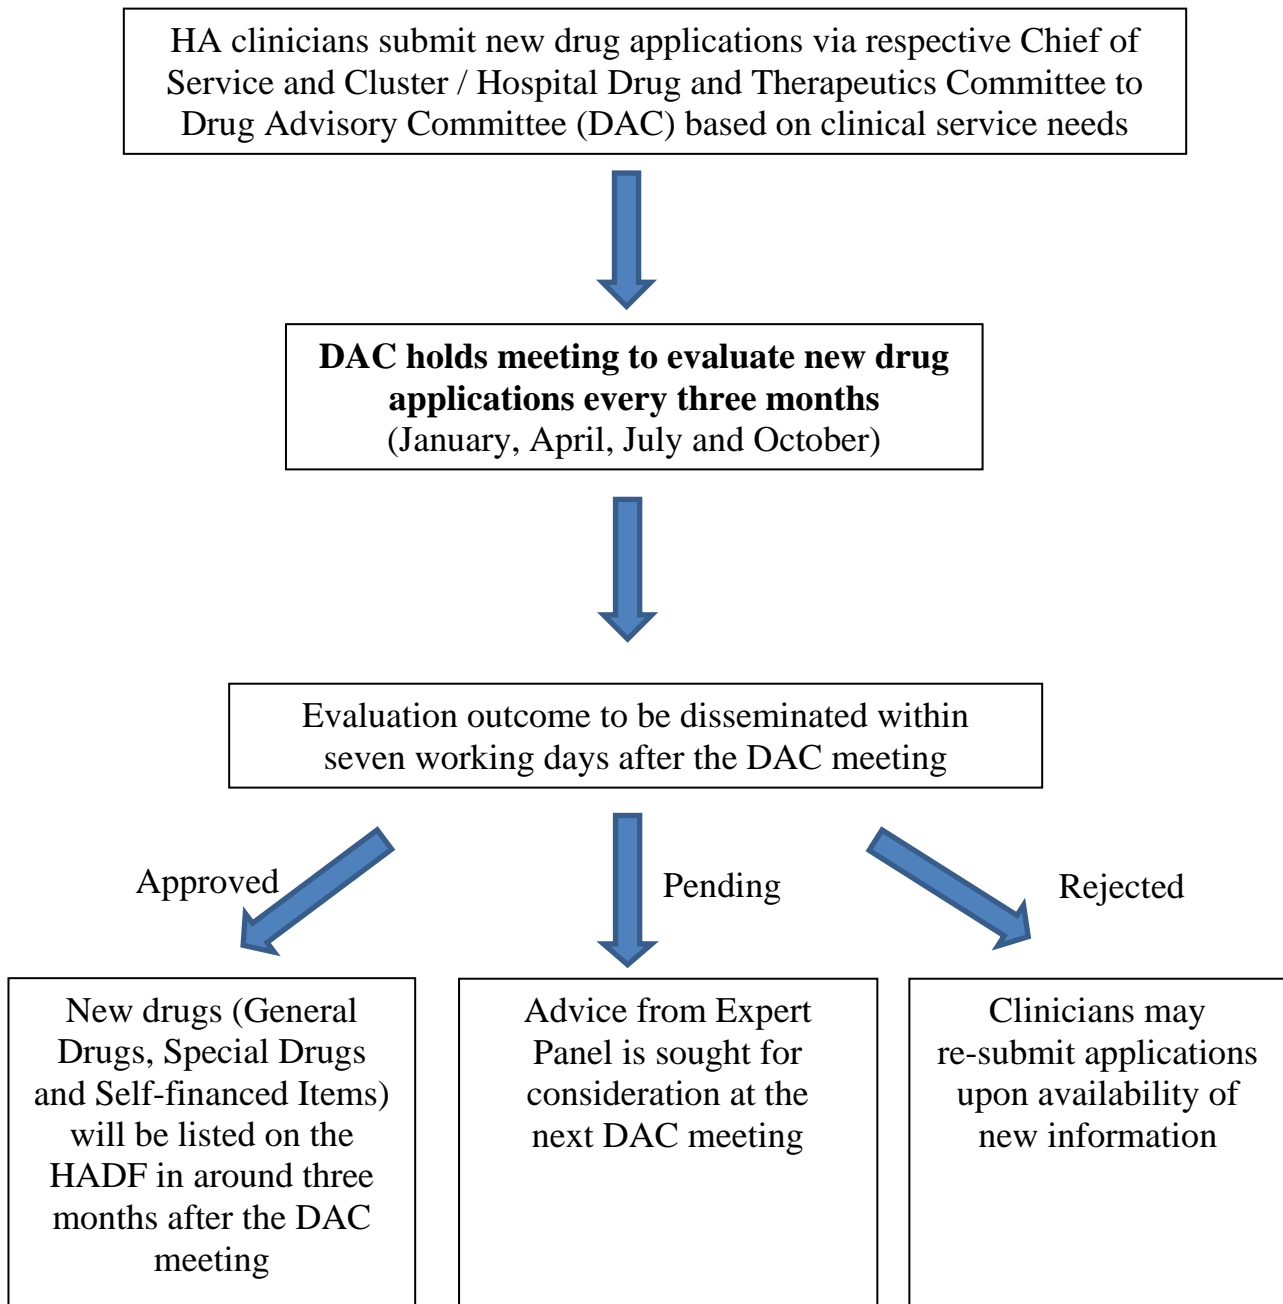 HA clinicians submit new drug applications via respective Chief of
Service and Cluster / Hospital Drug and Therapeutics Committee to
Drug Advisory Committee (DAC) based on clinical service needs
DAC holds meeting to evaluate new drug
applications every three months
(January, April, July and October)
Evaluation outcome to be disseminated within
seven working days after the DAC meeting
Approved
Pending
Rejected
New drugs (General
Drugs, Special Drugs
and Self-financed Items)
will be listed on the
HADF in around three
months after the DAC
meeting
Advice from Expert
Panel is sought for
consideration at the
next DAC meeting
Clinicians may
re-submit applications
upon availability of
new information